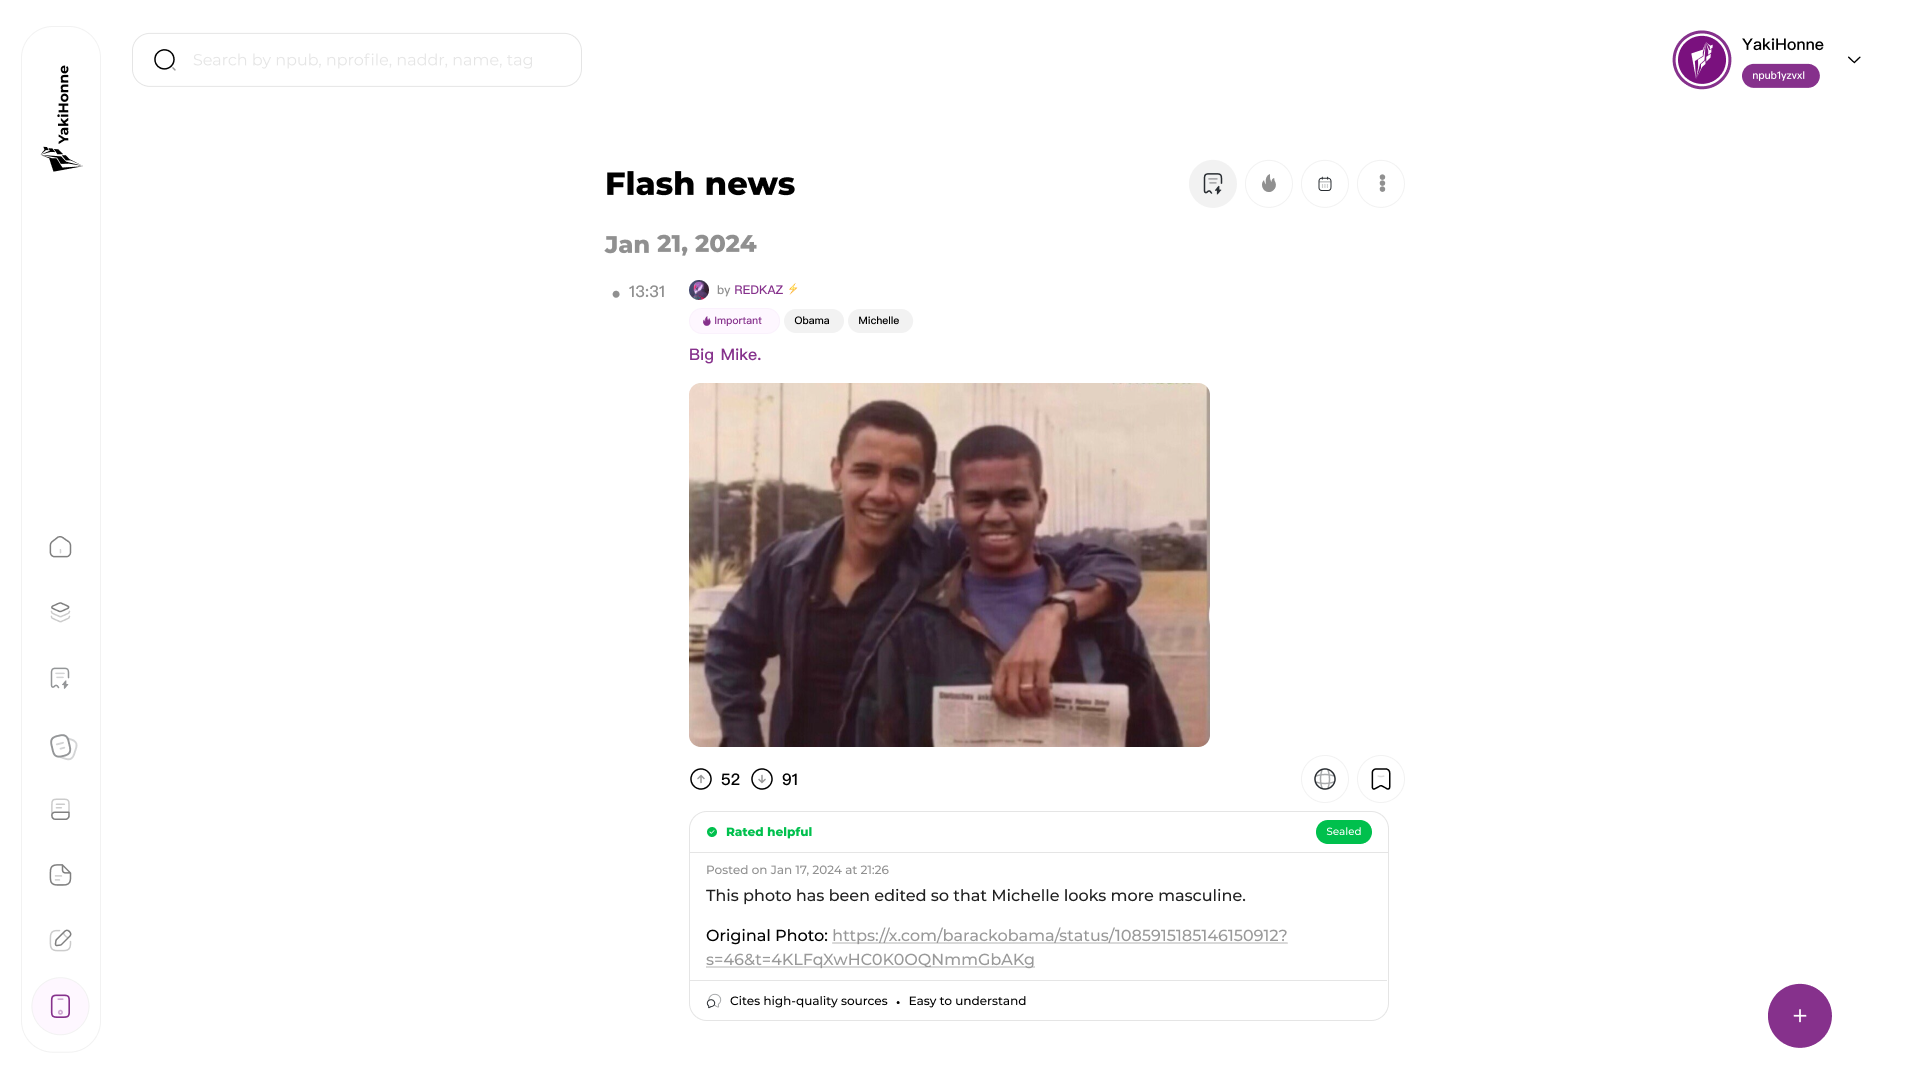 YakiHonne
Search by npub, nprofile, naddr, name, tag
YakiHonne
npub1yzvxl
Flash news
Jan 21, 2024
13:31
by REDKAZ ⚡
Important Obama Michelle
Big Mike.
52 91
Rated helpful
Sealed
Posted on Jan 17, 2024 at 21:26
This photo has been edited so that Michelle looks more masculine.
Original Photo: https://x.com/barackobama/status/1085915185146150912?
s=46&t=4KLFqXwHC0K0OQNmmGbAKg
Cites high-quality sources • Easy to understand